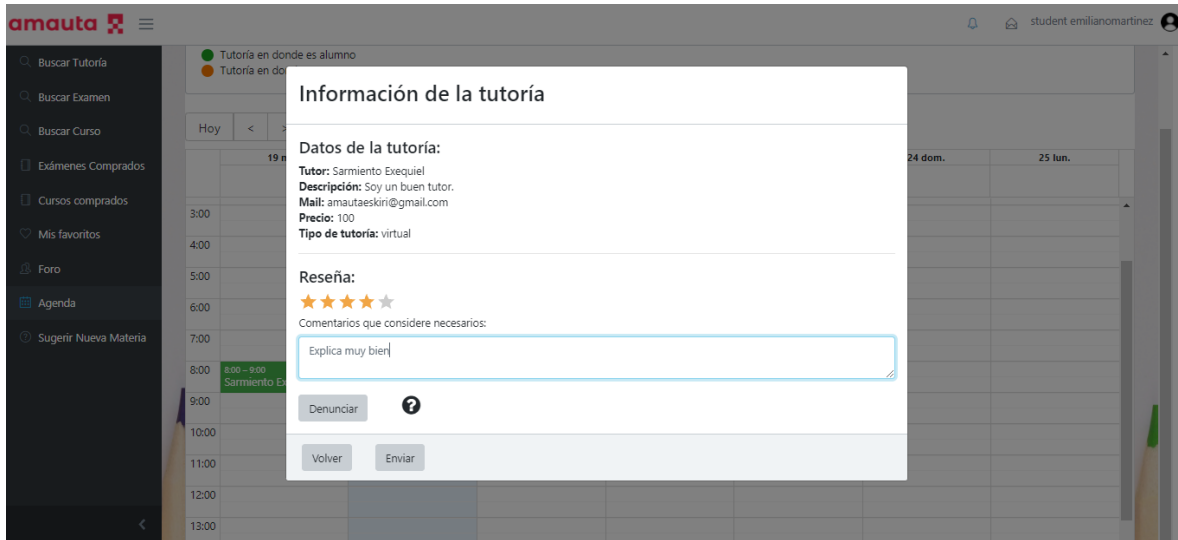 amauta
student emilianomartinez
Buscar Tutoría
Buscar Examen
Buscar Curso
Exámenes Comprados
Cursos comprados
Mis favoritos
Foro
Agenda
Sugerir Nueva Materia
Tutoría en donde es alumno
Tutoría en do
Hoy < >
19 m
24 dom.
25 lun.
3:00
4:00
5:00
6:00
7:00
8:00
9:00
10:00
11:00
12:00
13:00
8:00 – 9:00
Sarmiento Ex
Información de la tutoría
Datos de la tutoría:
Tutor: Sarmiento Exequiel
Descripción: Soy un buen tutor.
Mail: amautaeskiri@gmail.com
Precio: 100
Tipo de tutoría: virtual
Reseña:
Comentarios que considere necesarios:
Explica muy bien
Denunciar ?
Volver Enviar